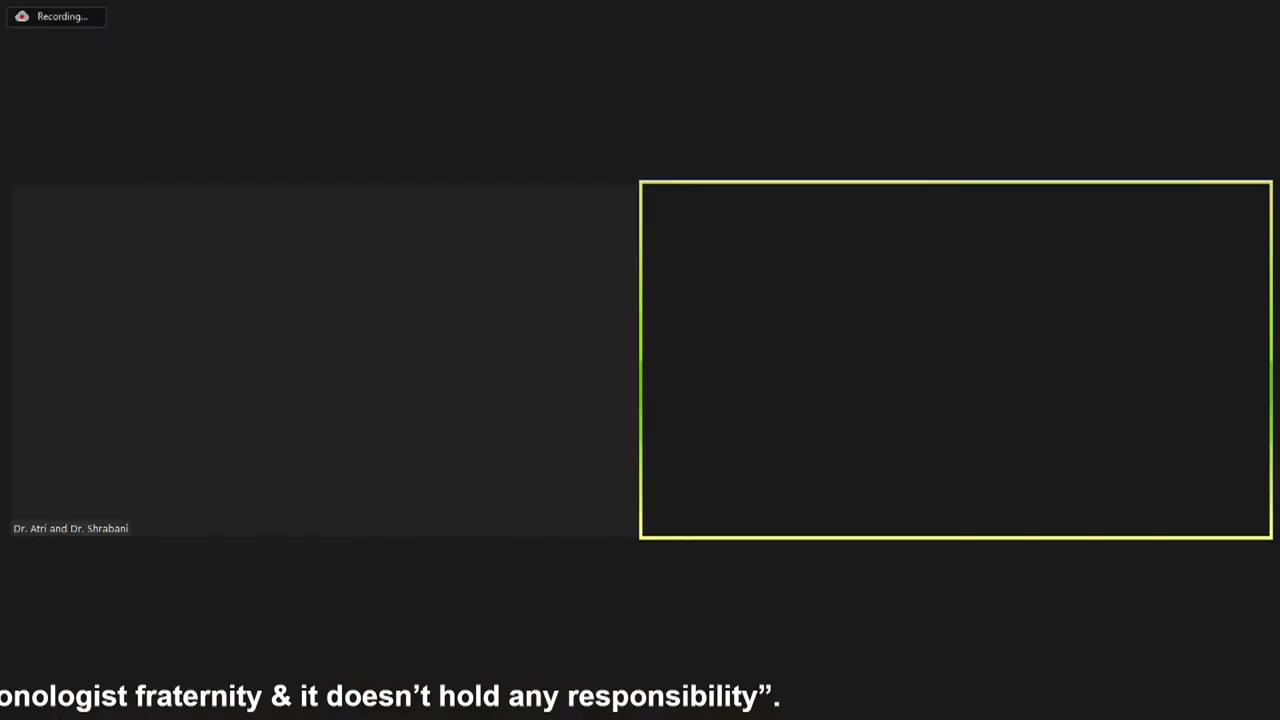 Recording...
Dr. Atri and Dr. Shrabani
onologist fraternity & it doesn’t hold any responsibility”.